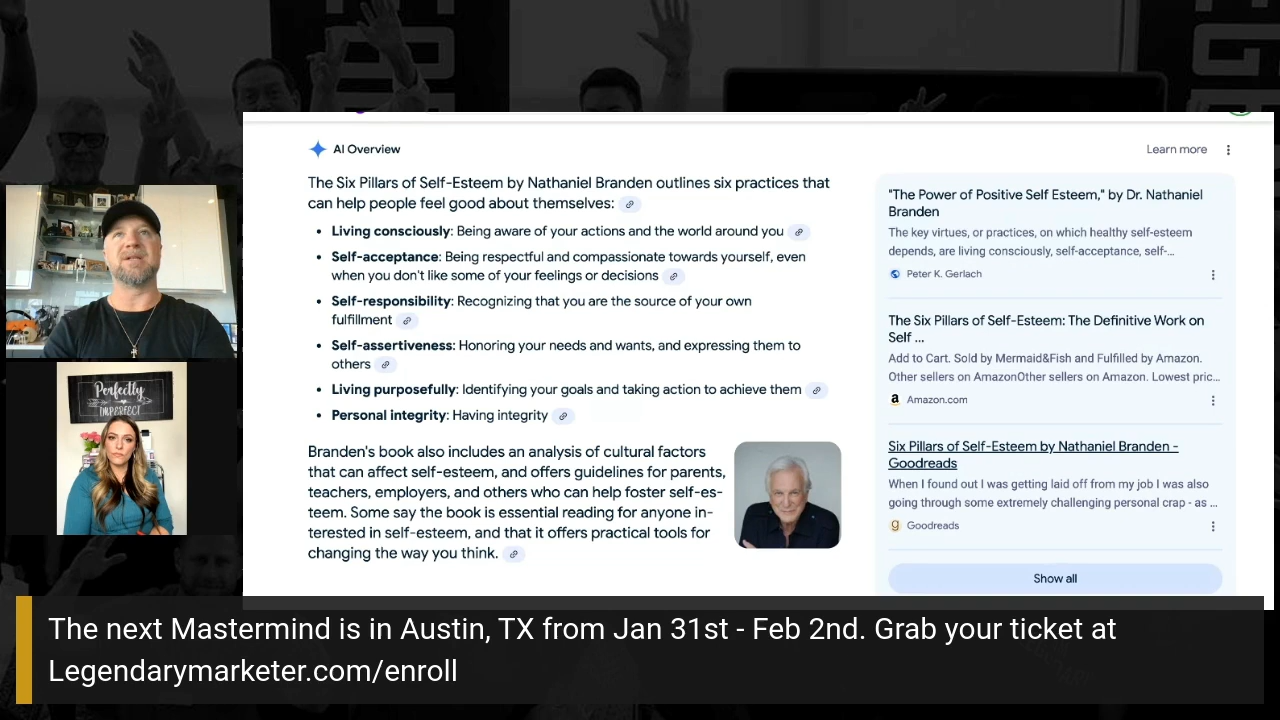 AI Overview
Learn more
The Six Pillars of Self-Esteem by Nathaniel Branden outlines six practices that
can help people feel good about themselves:
• Living consciously: Being aware of your actions and the world around you
• Self-acceptance: Being respectful and compassionate towards yourself, even
when you don't like some of your feelings or decisions
• Self-responsibility: Recognizing that you are the source of your own
fulfillment
• Self-assertiveness: Honoring your needs and wants, and expressing them to
others
• Living purposefully: Identifying your goals and taking action to achieve them
• Personal integrity: Having integrity
Branden's book also includes an analysis of cultural factors
that can affect self-esteem, and offers guidelines for parents,
teachers, employers, and others who can help foster self-es-
teem. Some say the book is essential reading for anyone in-
terested in self-esteem, and that it offers practical tools for
changing the way you think.
"The Power of Positive Self Esteem," by Dr. Nathaniel
Branden
The key virtues, or practices, on which healthy self-esteem
depends, are living consciously, self-acceptance, self-...
Peter K. Gerlach
The Six Pillars of Self-Esteem: The Definitive Work on
Self ...
Add to Cart. Sold by Mermaid&Fish and Fulfilled by Amazon.
Other sellers on AmazonOther sellers on Amazon. Lowest pric...
Amazon.com
Six Pillars of Self-Esteem by Nathaniel Branden -
Goodreads
When I found out I was getting laid off from my job I was also
going through some extremely challenging personal crap - as ...
Goodreads
Show all
Perfectly
IMPERFECT
The next Mastermind is in Austin, TX from Jan 31st - Feb 2nd. Grab your ticket at
Legendarymarketer.com/enroll